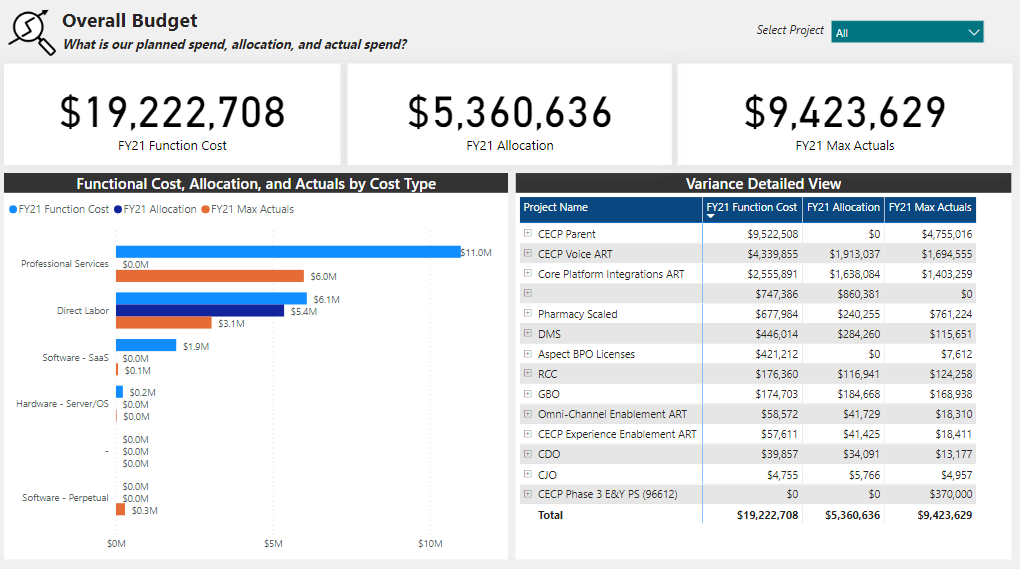 Overall Budget
What is our planned spend, allocation, and actual spend?
Select Project
All
$19,222,708
FY21 Function Cost
$5,360,636
FY21 Allocation
$9,423,629
FY21 Max Actuals
Functional Cost, Allocation, and Actuals by Cost Type
FY21 Function Cost FY21 Allocation FY21 Max Actuals
Professional Services
$11.0M
$0.0M
$6.0M
Direct Labor
$6.1M
$5.4M
$3.1M
Software - SaaS
$1.9M
$0.0M
$0.1M
Hardware - Server/OS
$0.2M
$0.0M
$0.0M
-
$0.0M
$0.0M
$0.0M
Software - Perpetual
$0.0M
$0.0M
$0.3M
$0M $5M $10M
Variance Detailed View
Project Name FY21 Function Cost FY21 Allocation FY21 Max Actuals
CECP Parent $9,522,508 $0 $4,755,016
CECP Voice ART $4,339,855 $1,913,037 $1,694,555
Core Platform Integrations ART $2,555,891 $1,638,084 $1,403,259
$747,386 $860,381 $0
Pharmacy Scaled $677,984 $240,255 $761,224
DMS $446,014 $284,260 $115,651
Aspect BPO Licenses $421,212 $0 $7,612
RCC $176,360 $116,941 $124,258
GBO $174,703 $184,668 $168,938
Omni-Channel Enablement ART $58,572 $41,729 $18,310
CECP Experience Enablement ART $57,611 $41,425 $18,411
CDO $39,857 $34,091 $13,177
CJO $4,755 $5,766 $4,957
CECP Phase 3 E&Y PS (96612) $0 $0 $370,000
Total $19,222,708 $5,360,636 $9,423,629